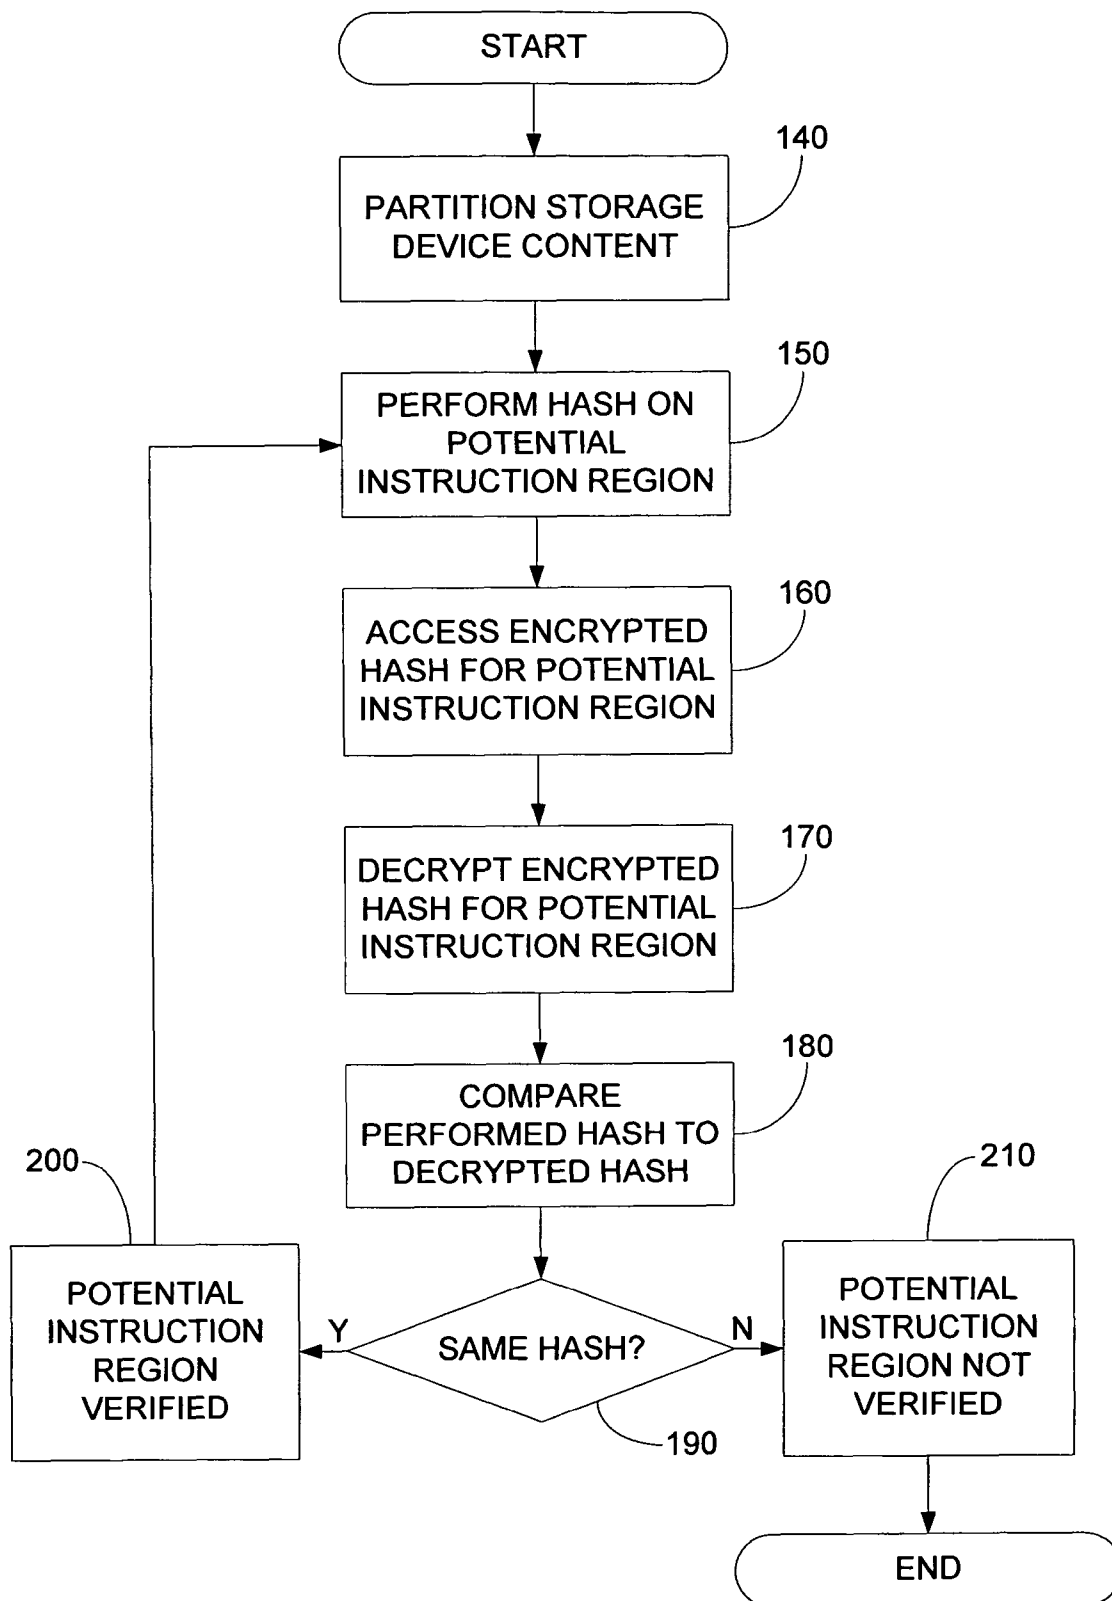 START
140
PARTITION STORAGE
DEVICE CONTENT
150
PERFORM HASH ON
POTENTIAL
INSTRUCTION REGION
160
ACCESS ENCRYPTED
HASH FOR POTENTIAL
INSTRUCTION REGION
170
DECRYPT ENCRYPTED
HASH FOR POTENTIAL
INSTRUCTION REGION
180
COMPARE
PERFORMED HASH TO
DECRYPTED HASH
200
210
POTENTIAL
INSTRUCTION
REGION
VERIFIED
Y
SAME HASH?
N
190
POTENTIAL
INSTRUCTION
REGION NOT
VERIFIED
END